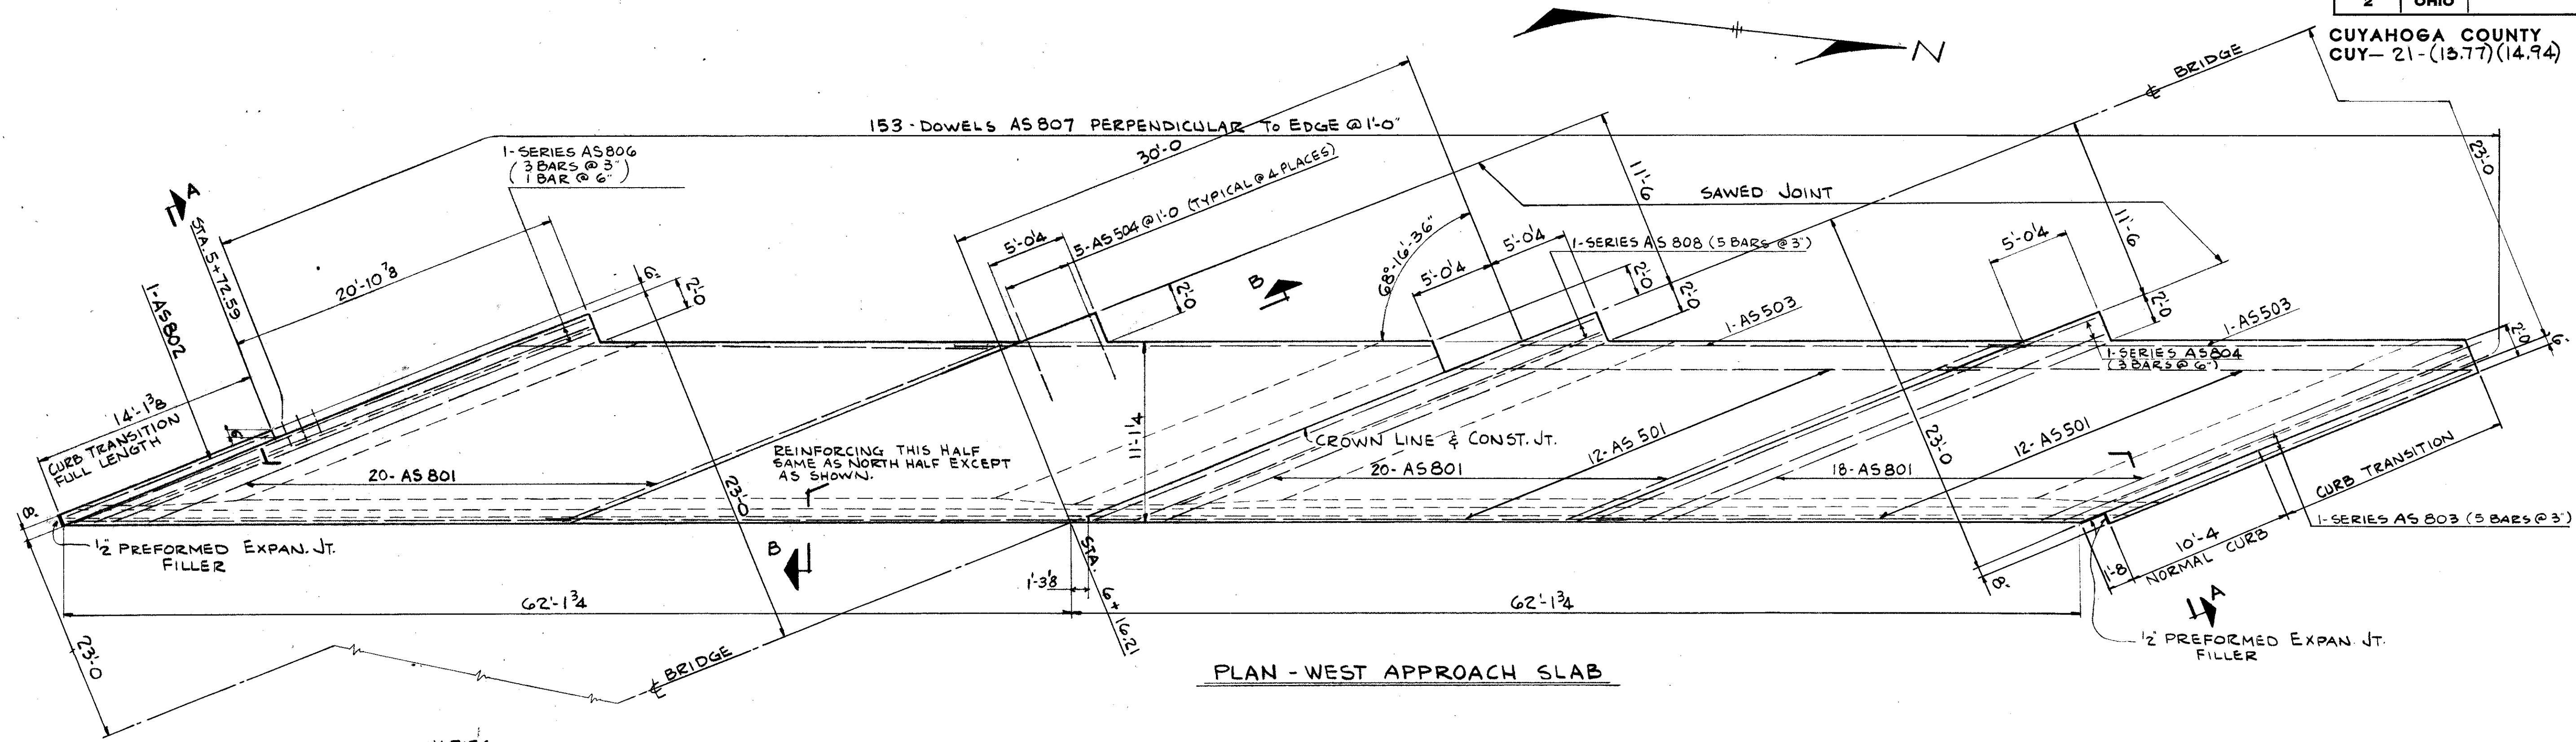 2 OHIO
CUYAHOGA COUNTY
CUY— 21-(13.77)(14.94)
N
℄ BRIDGE
153-DOWELS AS807 PERPENDICULAR TO EDGE @ 1'-0"
1-SERIES AS806
(3 BARS @ 3"
1 BAR @ 6")
30'-0
5-AS504 @ 1'-0 (TYPICAL @ 4 PLACES)
5'-0¼
11'-6
SAWED JOINT
23'-0
A
STA. 5+72.59
20'-10⅞
1-AS802
6"
2'-0
2'-0
B
68°-16'-36"
5'-0¼
5'-0¼
1-SERIES AS 808 (5 BARS @ 3")
2'-0
2'-0
1-AS503
11'-6
5'-0¼
2'-0
1-AS503
2'-0
6"
1-SERIES AS804
(3 BARS @ 6")
14'-1⅜
CURB TRANSITION
FULL LENGTH
20-AS801
REINFORCING THIS HALF
SAME AS NORTH HALF EXCEPT
AS SHOWN.
23'-0
11'-1¼
CROWN LINE & CONST. JT.
20-AS801
12-AS501
23'-0
18-AS801
12-AS501
CURB TRANSITION
1-SERIES AS 803 (5 BARS @ 3")
10'-4
NORMAL CURB
1'-8
8"
½" PREFORMED EXPAN. JT.
FILLER
B
1'-3⅛
STA. 6+16.21
8"
A
62'-1¾
62'-1¾
½" PREFORMED EXPAN. JT.
FILLER
23'-0
℄ BRIDGE
PLAN - WEST APPROACH SLAB